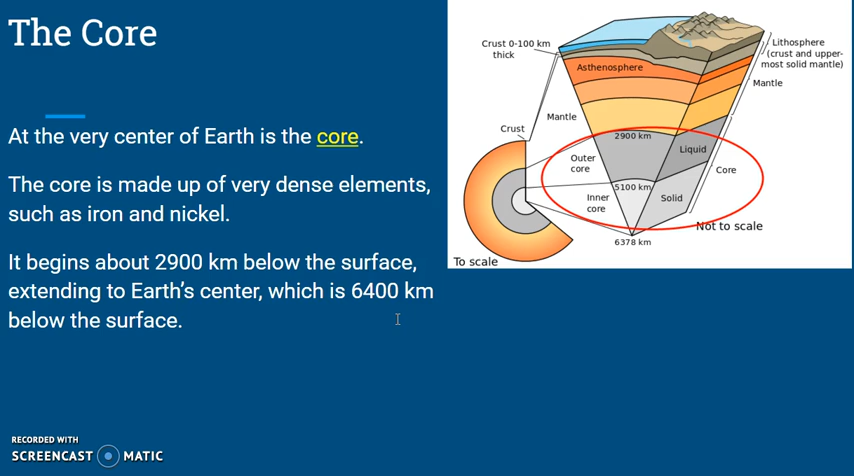 The Core
At the very center of Earth is the core.
The core is made up of very dense elements,
such as iron and nickel.
It begins about 2900 km below the surface,
extending to Earth's center, which is 6400 km
below the surface.
Crust 0-100 km
thick
Asthenosphere
Lithosphere
(crust and upper-
most solid mantle)
Mantle
Mantle
Crust
2900 km
Outer
core
Liquid
Core
5100 km
Inner
core
Solid
Not to scale
6378 km
To scale
RECORDED WITH
SCREENCAST MATIC